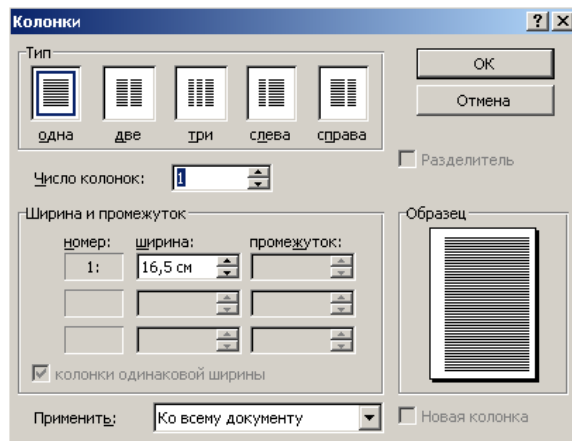 Колонки
Тип
одна две три слева справа
ОК
Отмена
Число колонок: 1
Разделитель
Ширина и промежуток
номер: ширина: промежуток:
1: 16,5 см
колонки одинаковой ширины
Образец
Применить: Ко всему документу
Новая колонка